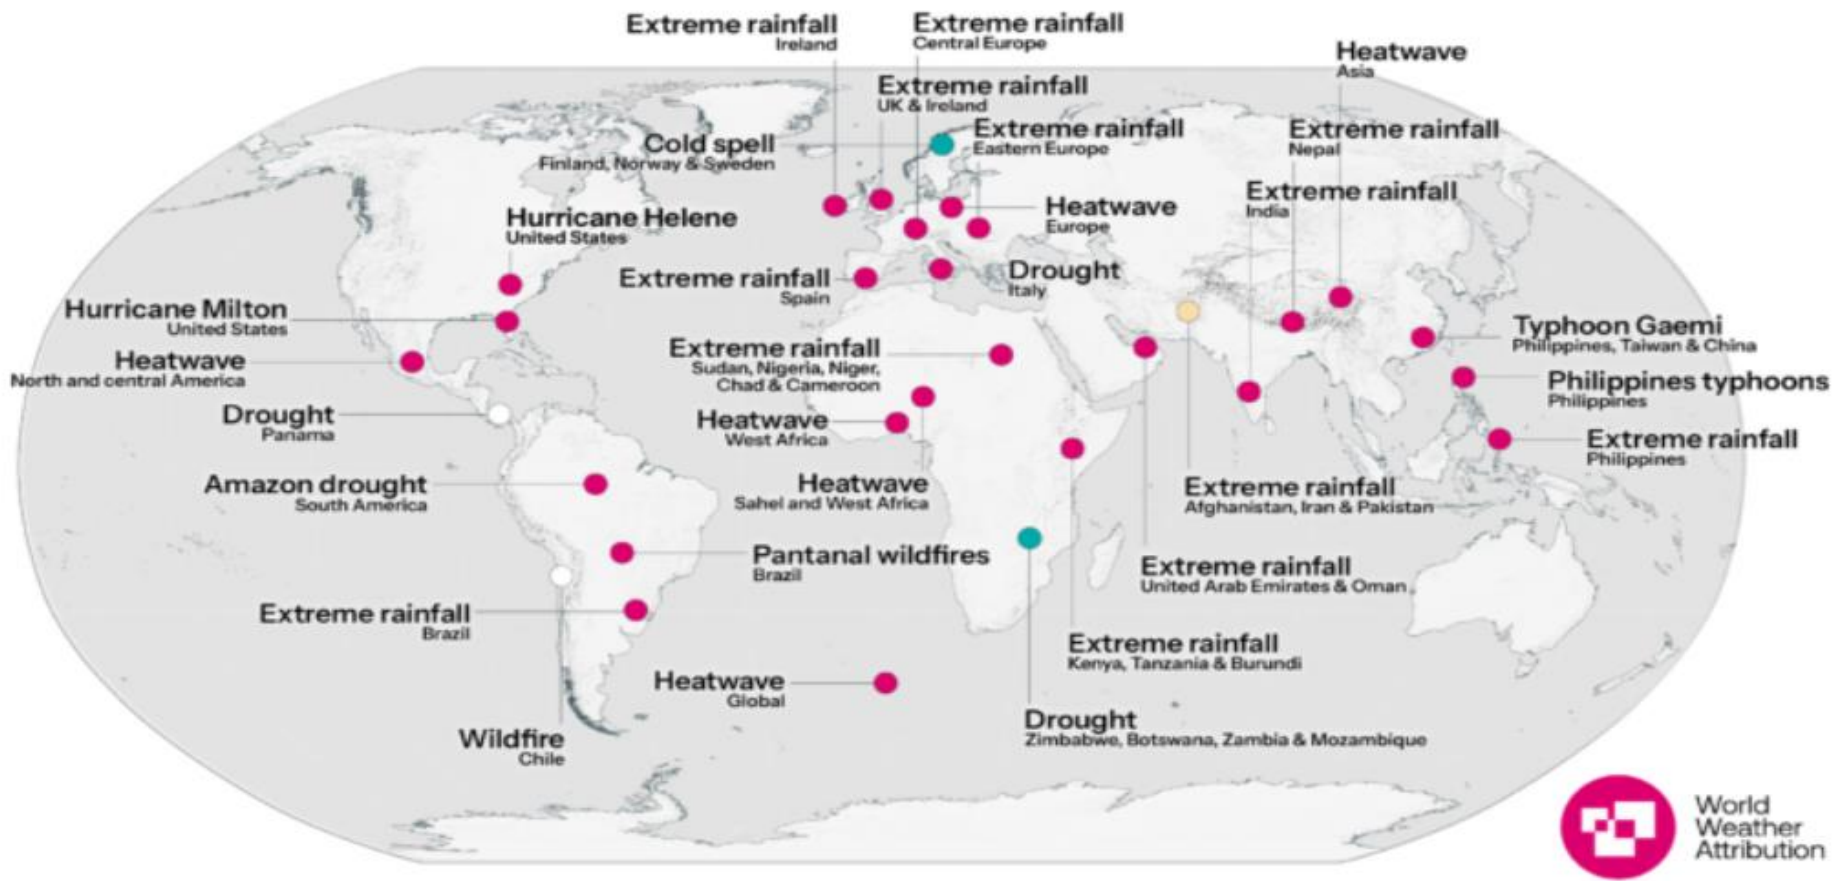 Extreme rainfall
Ireland
Extreme rainfall
Central Europe
Heatwave
Asia
Extreme rainfall
UK & Ireland
Cold spell
Finland, Norway & Sweden
Extreme rainfall
Eastern Europe
Extreme rainfall
Nepal
Extreme rainfall
India
Hurricane Helene
United States
Heatwave
Europe
Extreme rainfall
Spain
Drought
Italy
Hurricane Milton
United States
Typhoon Gaemi
Philippines, Taiwan & China
Heatwave
North and central America
Extreme rainfall
Sudan, Nigeria, Niger,
Chad & Cameroon
Philippines typhoons
Philippines
Drought
Panama
Heatwave
West Africa
Extreme rainfall
Philippines
Amazon drought
South America
Heatwave
Sahel and West Africa
Extreme rainfall
Afghanistan, Iran & Pakistan
Pantanal wildfires
Brazil
Extreme rainfall
United Arab Emirates & Oman
Extreme rainfall
Brazil
Extreme rainfall
Kenya, Tanzania & Burundi
Heatwave
Global
Drought
Zimbabwe, Botswana, Zambia & Mozambique
Wildfire
Chile
World
Weather
Attribution